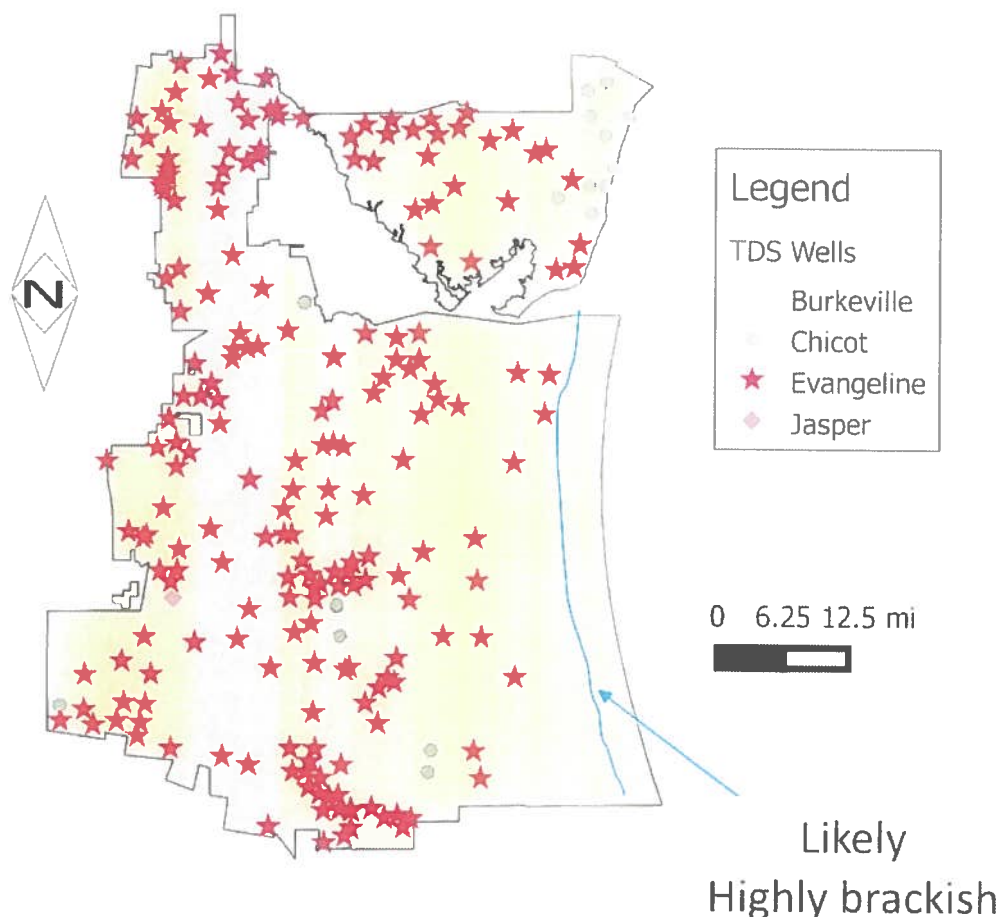 N
Legend
TDS Wells
Burkeville
Chicot
Evangeline
Jasper
0 6.25 12.5 mi
Likely
Highly brackish